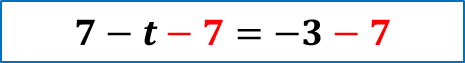 7 − t − 7 = −3 − 7